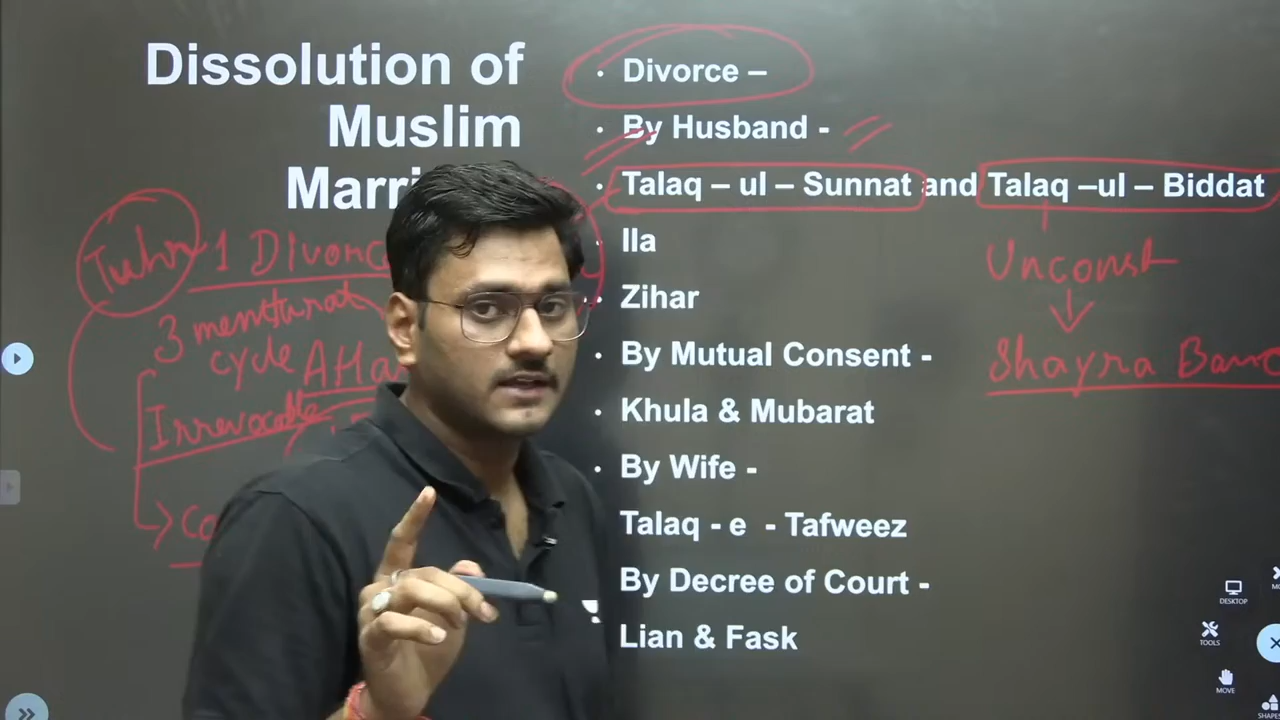 Dissolution of
Muslim
Marri
• Divorce –
• By Husband -
• Talaq – ul – Sunnat and Talaq –ul – Biddat
• Ila
• Zihar
• By Mutual Consent -
• Khula & Mubarat
• By Wife -
Talaq - e - Tafweez
By Decree of Court -
Lian & Fask
Tuhr 1 Divorc
3
cycle
Irrevocable
Unconst
Shayra Bano
DESKTOP
TOOLS
MOVE